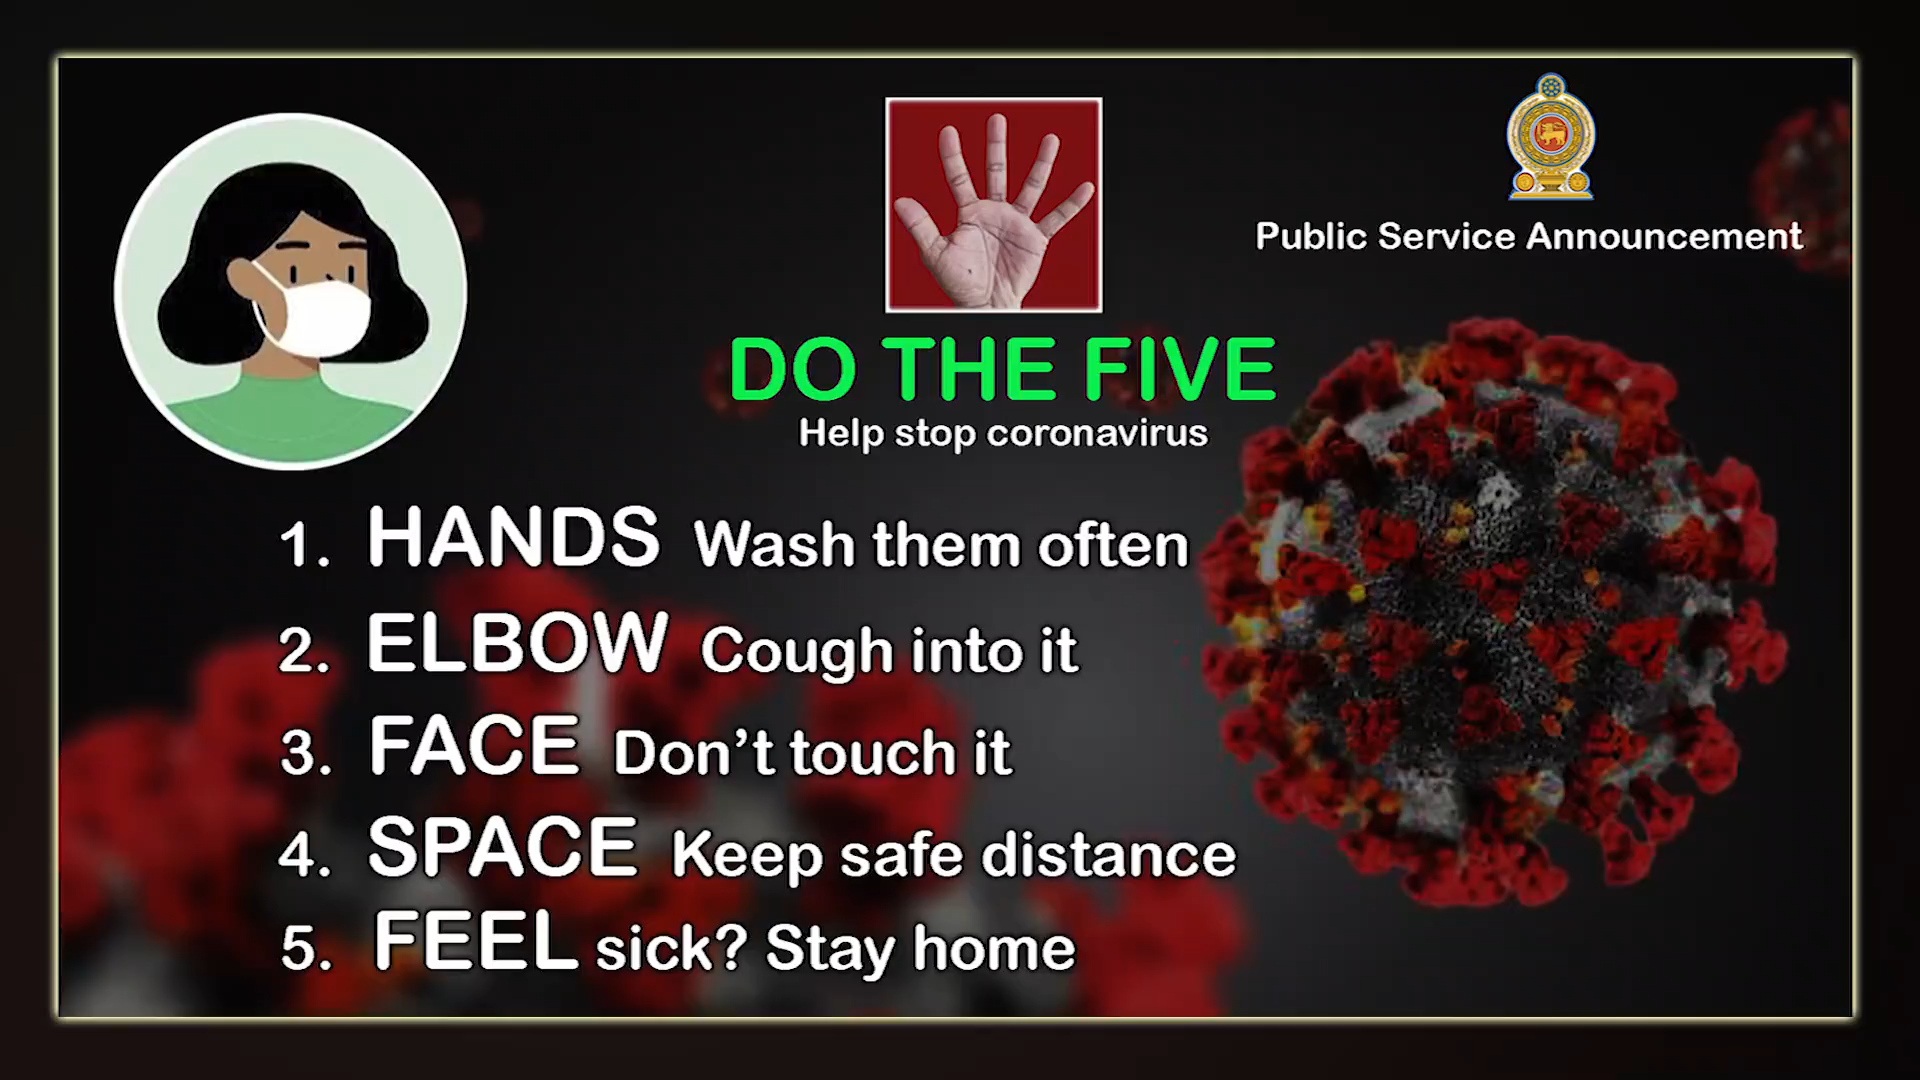 Public Service Announcement
DO THE FIVE
Help stop coronavirus
1. HANDS Wash them often
2. ELBOW Cough into it
3. FACE Don’t touch it
4. SPACE Keep safe distance
5. FEEL sick? Stay home